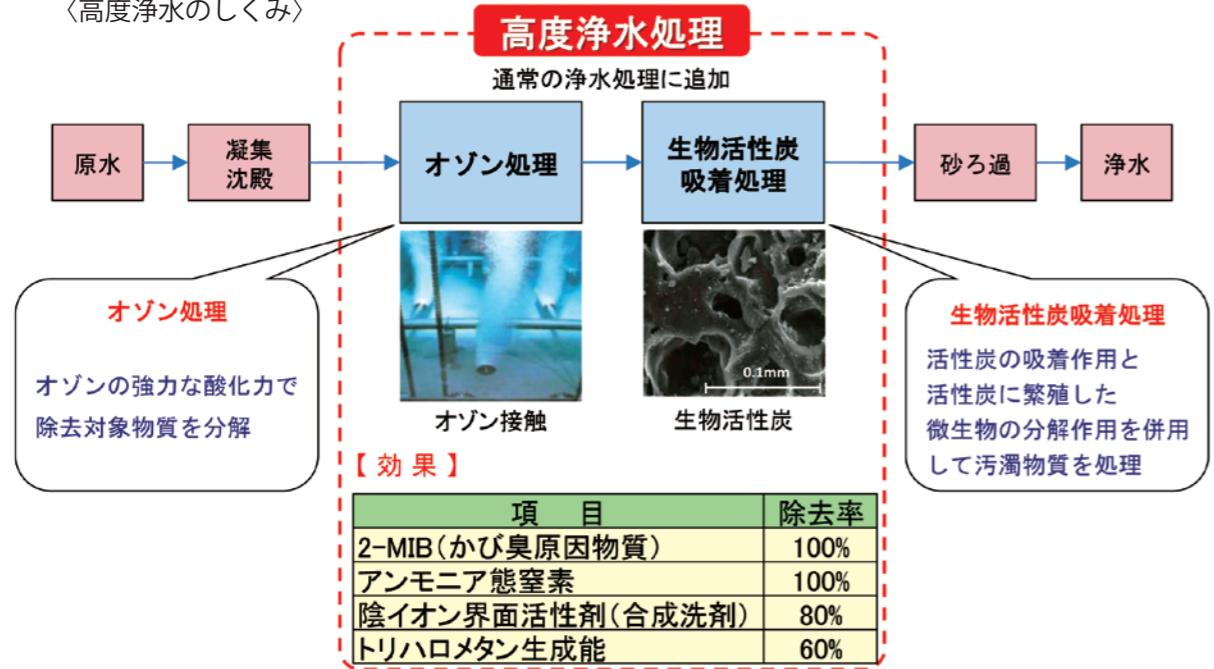 〈高度浄水のしくみ〉
高度浄水処理
通常の浄水処理に追加
原水
凝集
沈殿
オゾン処理
生物活性炭
吸着処理
砂ろ過
浄水
オゾン処理
オゾンの強力な酸化力で
除去対象物質を分解
0.1mm
オゾン接触
生物活性炭
生物活性炭吸着処理
活性炭の吸着作用と
活性炭に繁殖した
微生物の分解作用を併用
して汚濁物質を処理
【効果】
項　目 除去率
2-MIB(かび臭原因物質) 100%
アンモニア態窒素 100%
陰イオン界面活性剤(合成洗剤) 80%
トリハロメタン生成能 60%